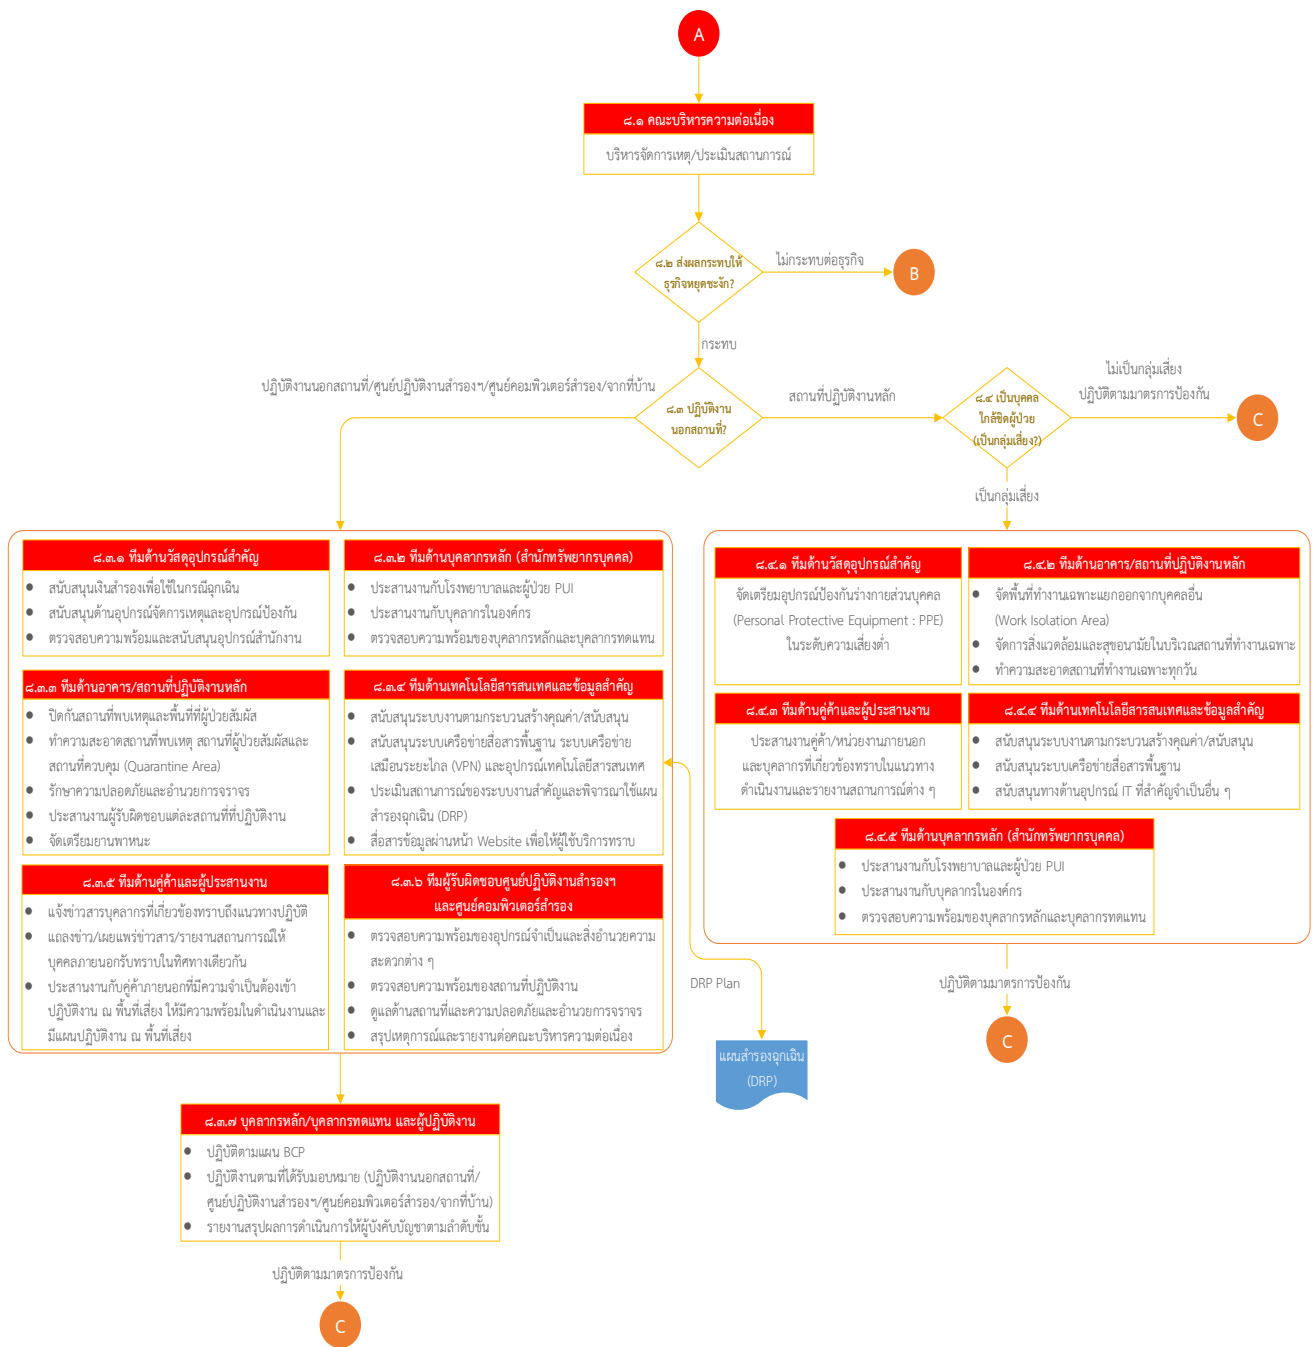 A
๘.๑ คณะบริหารความต่อเนื่อง
บริหารจัดการเหตุ/ประเมินสถานการณ์
๘.๒ ส่งผลกระทบให้
ธุรกิจหยุดชะงัก?
ไม่กระทบต่อธุรกิจ
B
กระทบ
ปฏิบัติงานนอกสถานที่/ศูนย์ปฏิบัติงานสำรองฯ/ศูนย์คอมพิวเตอร์สำรอง/จากที่บ้าน
๘.๓ ปฏิบัติงาน
นอกสถานที่?
สถานที่ปฏิบัติงานหลัก
๘.๔ เป็นบุคคล
ใกล้ชิดผู้ป่วย
(เป็นกลุ่มเสี่ยง?)
ไม่เป็นกลุ่มเสี่ยง
ปฏิบัติตามมาตรการป้องกัน
C
เป็นกลุ่มเสี่ยง
๘.๓.๑ ทีมด้านวัสดุอุปกรณ์สำคัญ
● สนับสนุนเงินสำรองเพื่อใช้ในกรณีฉุกเฉิน
● สนับสนุนด้านอุปกรณ์จัดการเหตุและอุปกรณ์ป้องกัน
● ตรวจสอบความพร้อมและสนับสนุนอุปกรณ์สำนักงาน
๘.๓.๒ ทีมด้านบุคลากรหลัก (สำนักทรัพยากรบุคคล)
● ประสานงานกับโรงพยาบาลและผู้ป่วย PUI
● ประสานงานกับบุคลากรในองค์กร
● ตรวจสอบความพร้อมของบุคลากรหลักและบุคลากรทดแทน
๘.๓.๓ ทีมด้านอาคาร/สถานที่ปฏิบัติงานหลัก
● ปิดกันสถานที่พบเหตุและพื้นที่ที่ผู้ป่วยสัมผัส
● ทำความสะอาดสถานที่พบเหตุ สถานที่ผู้ป่วยสัมผัสและ
สถานที่ควบคุม (Quarantine Area)
● รักษาความปลอดภัยและอำนวยการจราจร
● ประสานงานผู้รับผิดชอบแต่ละสถานที่ที่ปฏิบัติงาน
● จัดเตรียมยานพาหนะ
๘.๓.๔ ทีมด้านเทคโนโลยีสารสนเทศและข้อมูลสำคัญ
● สนับสนุนระบบงานตามกระบวนสร้างคุณค่า/สนับสนุน
● สนับสนุนระบบเครือข่ายสื่อสารพื้นฐาน ระบบเครือข่าย
เสมือนระยะไกล (VPN) และอุปกรณ์เทคโนโลยีสารสนเทศ
● ประเมินสถานการณ์ของระบบงานสำคัญและพิจารณาใช้แผน
สำรองฉุกเฉิน (DRP)
● สื่อสารข้อมูลผ่านหน้า Website เพื่อให้ผู้ใช้บริการทราบ
๘.๓.๕ ทีมด้านคู่ค้าและผู้ประสานงาน
● แจ้งข่าวสารบุคลากรที่เกี่ยวข้องทราบถึงแนวทางปฏิบัติ
● แถลงข่าว/เผยแพร่ข่าวสาร/รายงานสถานการณ์ให้
บุคคลภายนอกรับทราบในทิศทางเดียวกัน
● ประสานงานกับคู่ค้าภายนอกที่มีความจำเป็นต้องเข้า
ปฏิบัติงาน ณ พื้นที่เสี่ยง ให้มีความพร้อมในดำเนินงานและ
มีแผนปฏิบัติงาน ณ พื้นที่เสี่ยง
๘.๓.๖ ทีมผู้รับผิดชอบศูนย์ปฏิบัติงานสำรองฯ
และศูนย์คอมพิวเตอร์สำรอง
● ตรวจสอบความพร้อมของอุปกรณ์จำเป็นและสิ่งอำนวยความ
สะดวกต่าง ๆ
● ตรวจสอบความพร้อมของสถานที่ปฏิบัติงาน
● ดูแลด้านสถานที่และความปลอดภัยและอำนวยการจราจร
● สรุปเหตุการณ์และรายงานต่อคณะบริหารความต่อเนื่อง
๘.๔.๑ ทีมด้านวัสดุอุปกรณ์สำคัญ
จัดเตรียมอุปกรณ์ป้องกันร่างกายส่วนบุคคล
(Personal Protective Equipment : PPE)
ในระดับความเสี่ยงต่ำ
๘.๔.๒ ทีมด้านอาคาร/สถานที่ปฏิบัติงานหลัก
● จัดพื้นที่ทำงานเฉพาะแยกออกจากบุคคลอื่น
(Work Isolation Area)
● จัดการสิ่งแวดล้อมและสุขอนามัยในบริเวณสถานที่ทำงานเฉพาะ
● ทำความสะอาดสถานที่ทำงานเฉพาะทุกวัน
๘.๔.๓ ทีมด้านคู่ค้าและผู้ประสานงาน
ประสานงานคู่ค้า/หน่วยงานภายนอก
และบุคลากรที่เกี่ยวข้องทราบในแนวทาง
ดำเนินงานและรายงานสถานการณ์ต่าง ๆ
๘.๔.๔ ทีมด้านเทคโนโลยีสารสนเทศและข้อมูลสำคัญ
● สนับสนุนระบบงานตามกระบวนสร้างคุณค่า/สนับสนุน
● สนับสนุนระบบเครือข่ายสื่อสารพื้นฐาน
● สนับสนุนทางด้านอุปกรณ์ IT ที่สำคัญจำเป็นอื่น ๆ
๘.๔.๕ ทีมด้านบุคลากรหลัก (สำนักทรัพยากรบุคคล)
● ประสานงานกับโรงพยาบาลและผู้ป่วย PUI
● ประสานงานกับบุคลากรในองค์กร
● ตรวจสอบความพร้อมของบุคลากรหลักและบุคลากรทดแทน
DRP Plan
แผนสำรองฉุกเฉิน
(DRP)
ปฏิบัติตามมาตรการป้องกัน
C
๘.๓.๗ บุคลากรหลัก/บุคลากรทดแทน และผู้ปฏิบัติงาน
● ปฏิบัติตามแผน BCP
● ปฏิบัติงานตามที่ได้รับมอบหมาย (ปฏิบัติงานนอกสถานที่/
ศูนย์ปฏิบัติงานสำรองฯ/ศูนย์คอมพิวเตอร์สำรอง/จากที่บ้าน)
● รายงานสรุปผลการดำเนินการให้ผู้บังคับบัญชาตามลำดับชั้น
ปฏิบัติตามมาตรการป้องกัน
C